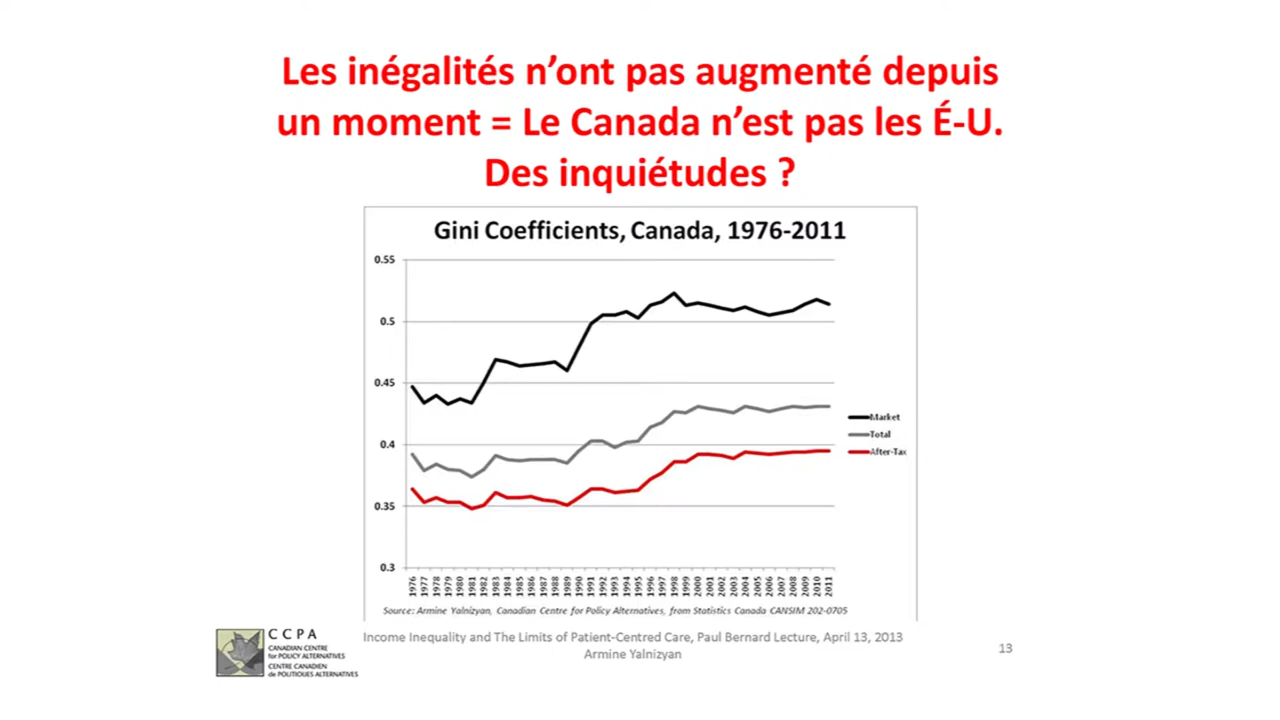 Les inégalités n’ont pas augmenté depuis
un moment = Le Canada n’est pas les É-U.
Des inquiétudes ?
Gini Coefficients, Canada, 1976-2011
0.55
0.5
0.45
0.4
0.35
0.3
Market
Total
After-Tax
1976 1977 1978 1979 1980 1981 1982 1983 1984 1985 1986 1987 1988 1989 1990 1991 1992 1993 1994 1995 1996 1997 1998 1999 2000 2001 2002 2003 2004 2005 2006 2007 2008 2009 2010 2011
Source: Armine Yalnizyan, Canadian Centre for Policy Alternatives, from Statistics Canada CANSIM 202-0705
CCPA
CANADIAN CENTRE
for POLICY ALTERNATIVES
CENTRE CANADIEN
de POLITIQUES ALTERNATIVES
Income Inequality and The Limits of Patient-Centred Care, Paul Bernard Lecture, April 13, 2013
Armine Yalnizyan
13